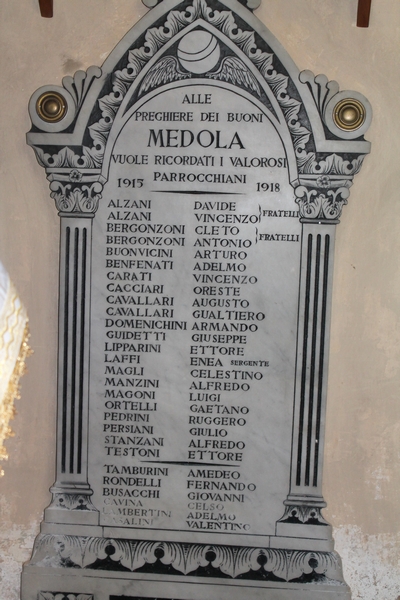 ALLE
PREGHIERE DEI BUONI
MEDOLA
VUOLE RICORDATI I VALOROSI
PARROCCHIANI
1915 1918
ALZANI DAVIDE
ALZANI VINCENZO FRATELLI
BERGONZONI CLETO
BERGONZONI ANTONIO FRATELLI
BUONVICINI ARTURO
BENFENATI ADELMO
CARATI VINCENZO
CACCIARI ORESTE
CAVALLARI AUGUSTO
CAVALLARI GUALTIERO
DOMENICHINI ARMANDO
GUIDETTI GIUSEPPE
LIPPARINI ETTORE
LAFFI ENEA SERGENTE
MAGLI CELESTINO
MANZINI ALFREDO
MAGONI LUIGI
ORTELLI GAETANO
PEDRINI RUGGERO
PERSIANI GIULIO
STANZANI ALFREDO
TESTONI ETTORE
TAMBURINI AMEDEO
RONDELLI FERNANDO
BUSACCHI GIOVANNI
CAVINA CELSO
LAMBERTINI ADELMO
VALENTINO